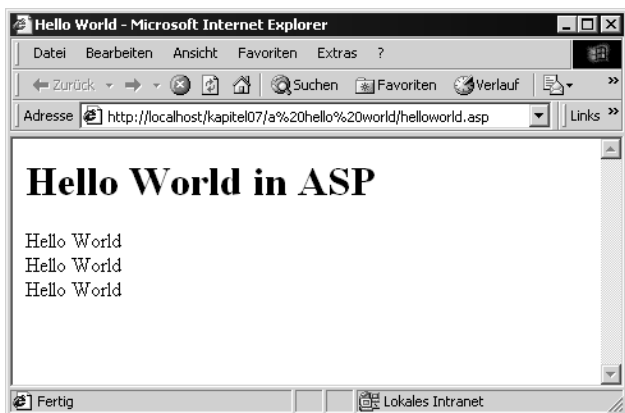 Hello World - Microsoft Internet Explorer
Datei Bearbeiten Ansicht Favoriten Extras ?
Zurück Suchen Favoriten Verlauf »
Adresse http://localhost/kapitel07/a%20hello%20world/helloworld.asp Links »
Hello World in ASP
Hello World
Hello World
Hello World
Fertig Lokales Intranet